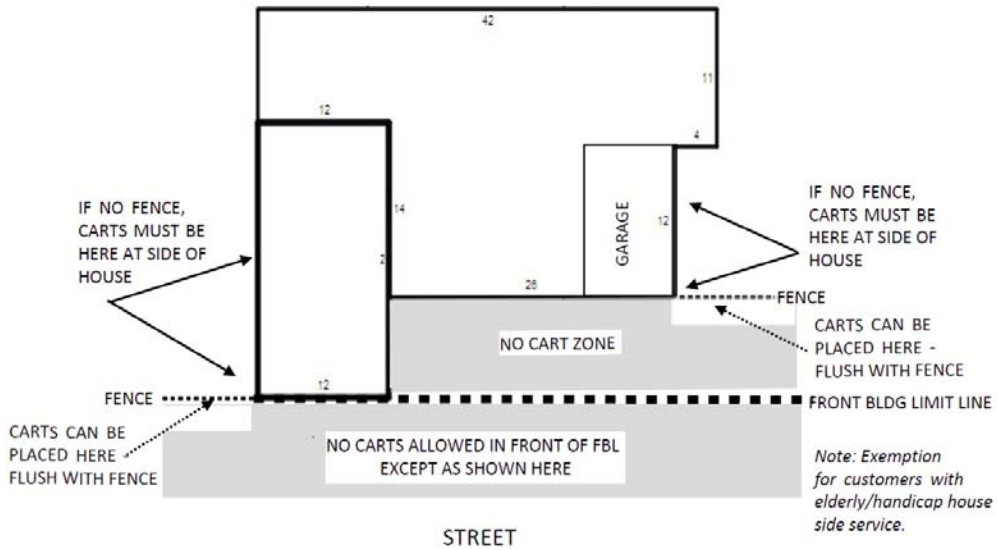 42
11
12
4
IF NO FENCE,
CARTS MUST BE
HERE AT SIDE OF
HOUSE
14
2
12
GARAGE
IF NO FENCE,
CARTS MUST BE
HERE AT SIDE OF
HOUSE
26
FENCE
NO CART ZONE
CARTS CAN BE
PLACED HERE -
FLUSH WITH FENCE
12
FENCE
FRONT BLDG LIMIT LINE
CARTS CAN BE
PLACED HERE -
FLUSH WITH FENCE
NO CARTS ALLOWED IN FRONT OF FBL
EXCEPT AS SHOWN HERE
Note: Exemption
for customers with
elderly/handicap house
side service.
STREET